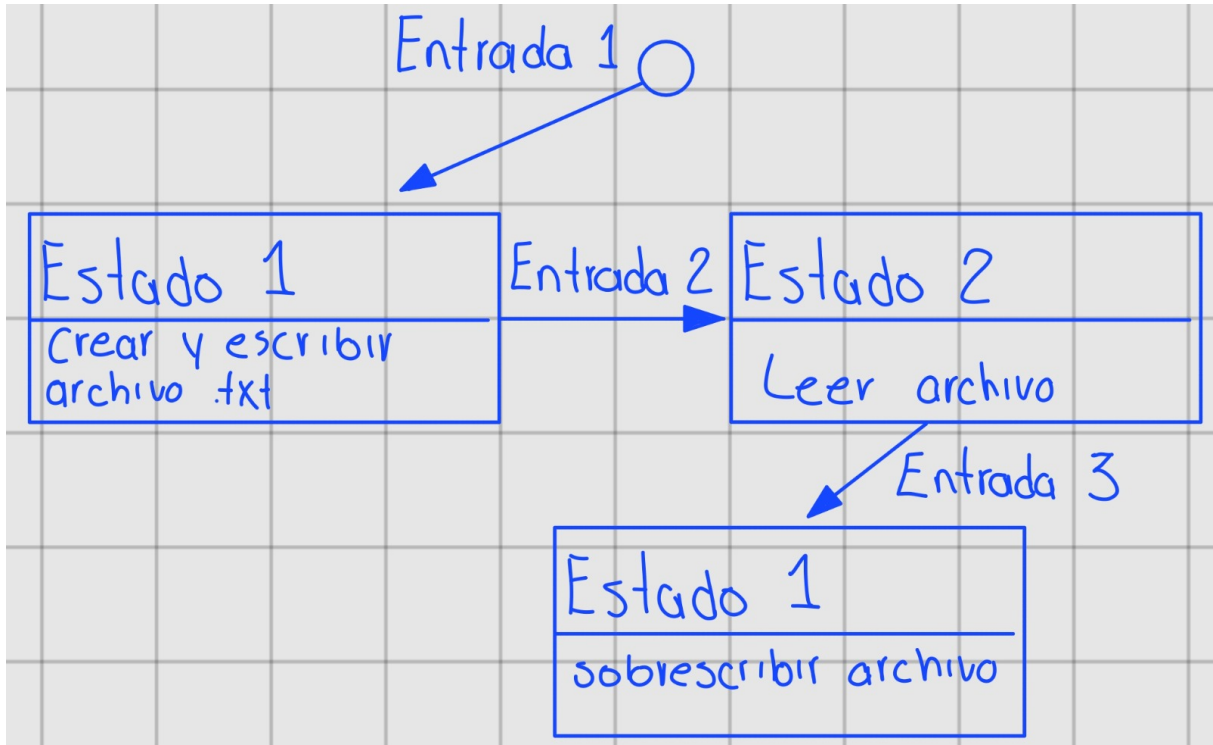 Entrada 1
Estado 1
Crear y escribir
archivo .txt
Entrada 2
Estado 2
Leer archivo
Entrada 3
Estado 1
sobrescribir archivo